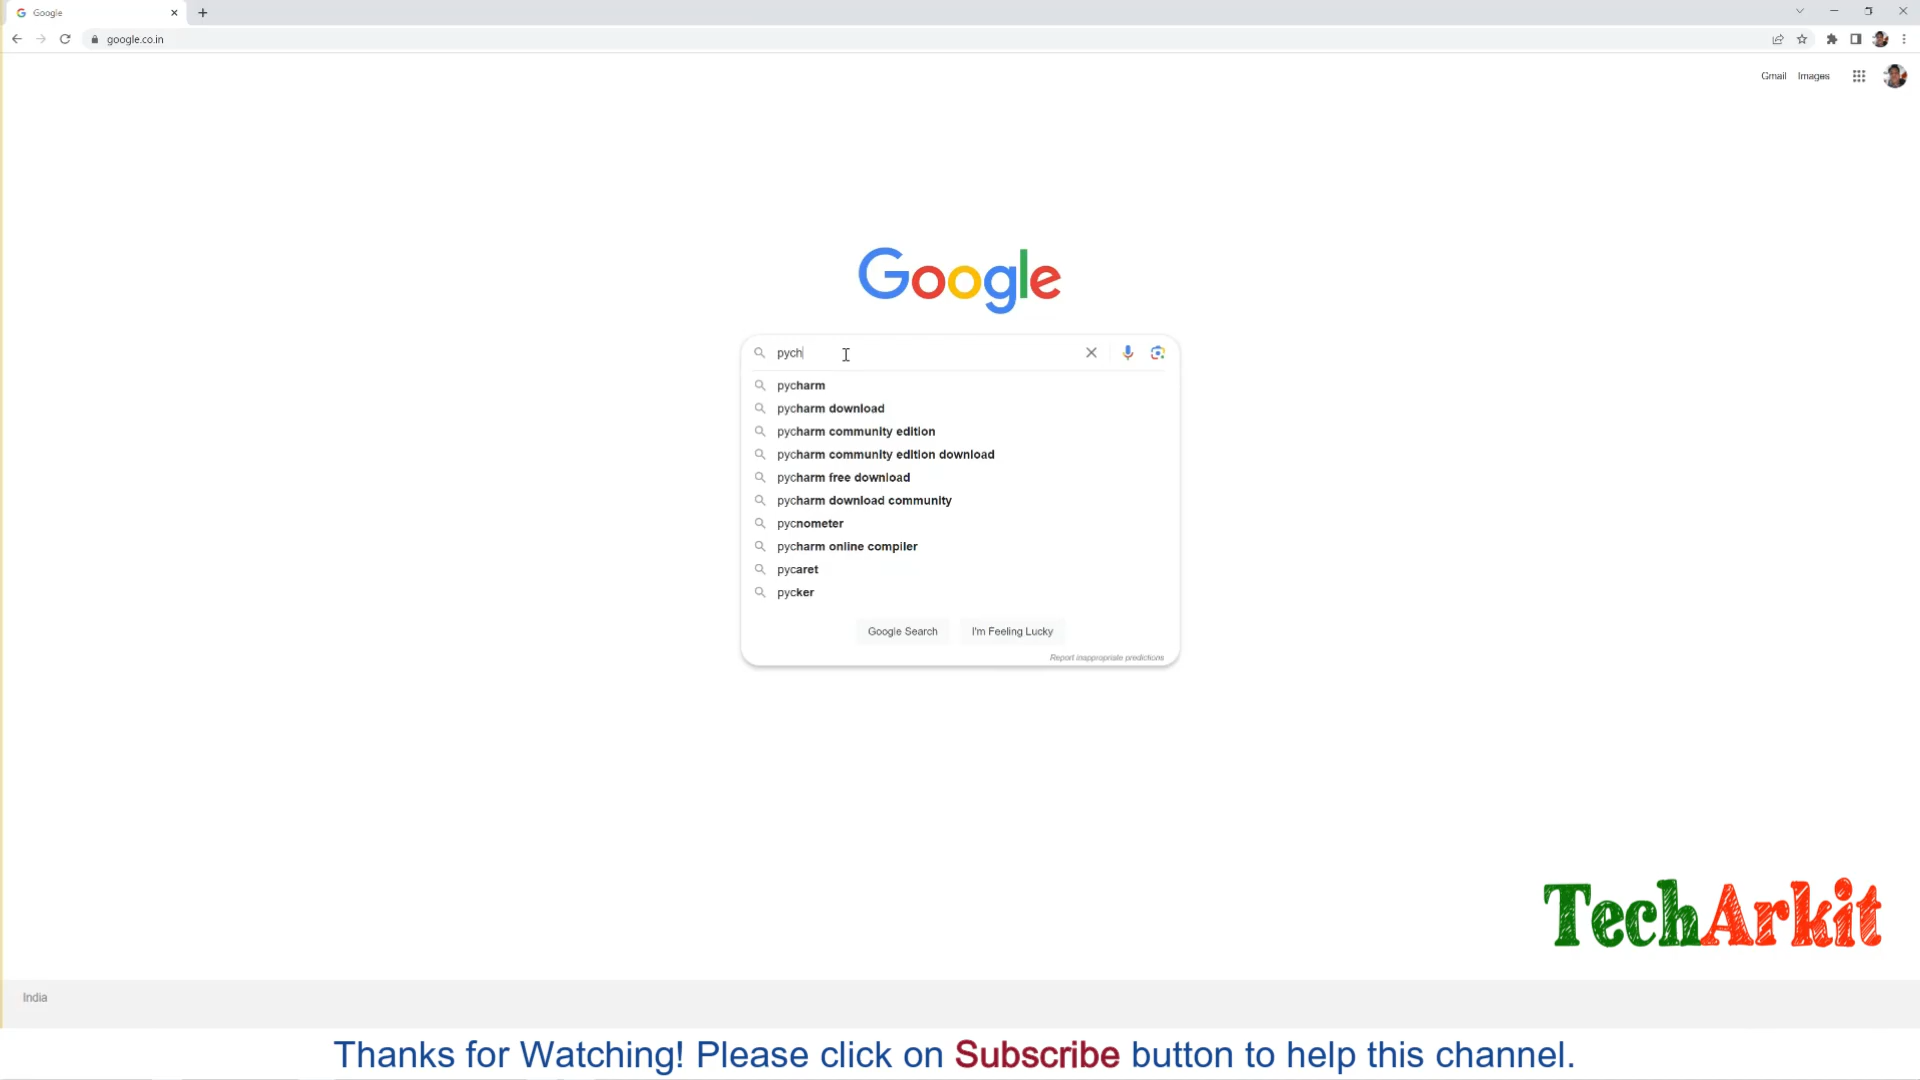 Google
google.co.in
Gmail Images
Google
pych
pycharm
pycharm download
pycharm community edition
pycharm community edition download
pycharm free download
pycharm download community
pycnometer
pycharm online compiler
pycaret
pycker
Google Search I'm Feeling Lucky
Report inappropriate predictions
TechArkit
India
Thanks for Watching! Please click on Subscribe button to help this channel.